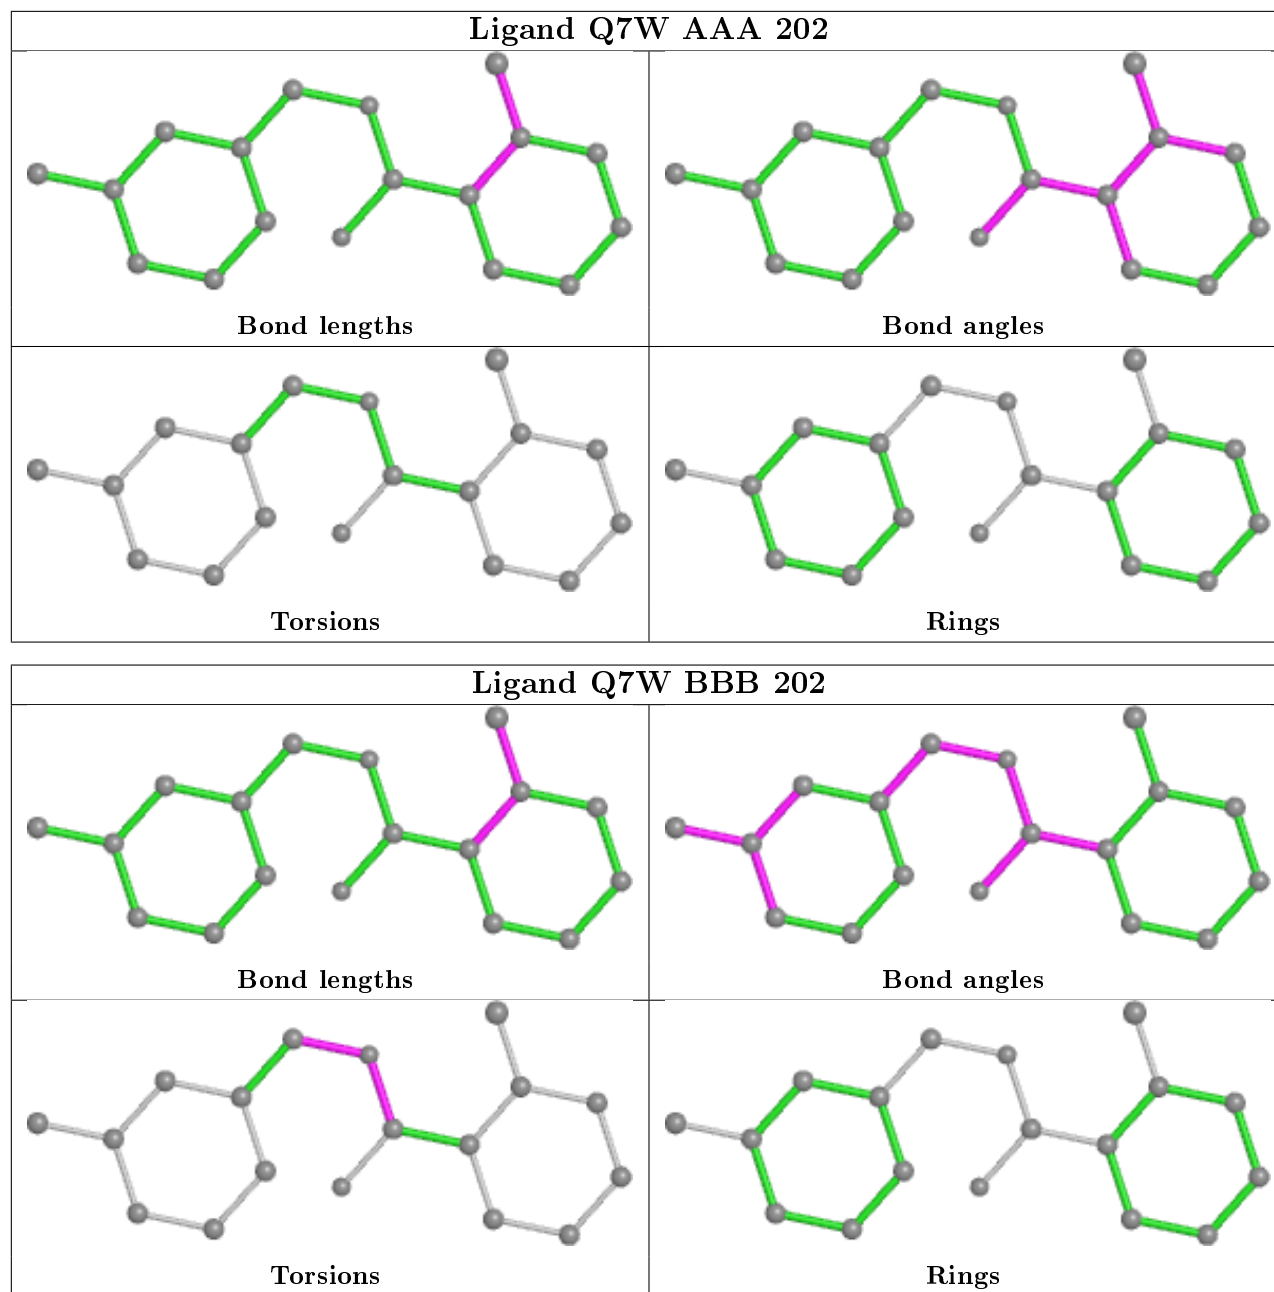 Ligand Q7W AAA 202
Bond lengths
Bond angles
Torsions
Rings
Ligand Q7W BBB 202
Bond lengths
Bond angles
Torsions
Rings